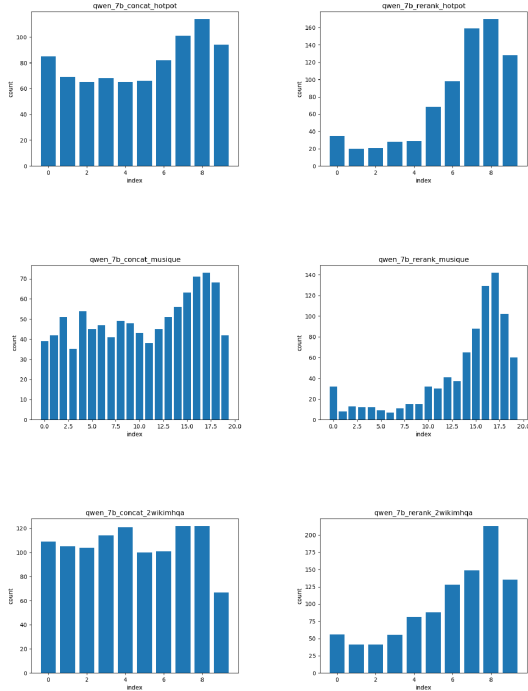 qwen_7b_concat_hotpot
100
80
60
40
20
0
count
0 2 4 6 8
index
qwen_7b_rerank_hotpot
160
140
120
100
80
60
40
20
0
count
0 2 4 6 8
index
qwen_7b_concat_musique
70
60
50
40
30
20
10
0
count
0.0 2.5 5.0 7.5 10.0 12.5 15.0 17.5 20.0
index
qwen_7b_rerank_musique
140
120
100
80
60
40
20
0
count
0.0 2.5 5.0 7.5 10.0 12.5 15.0 17.5 20.0
index
qwen_7b_concat_2wikimhqa
120
100
80
60
40
20
0
count
0 2 4 6 8
index
qwen_7b_rerank_2wikimhqa
200
175
150
125
100
75
50
25
0
count
0 2 4 6 8
index